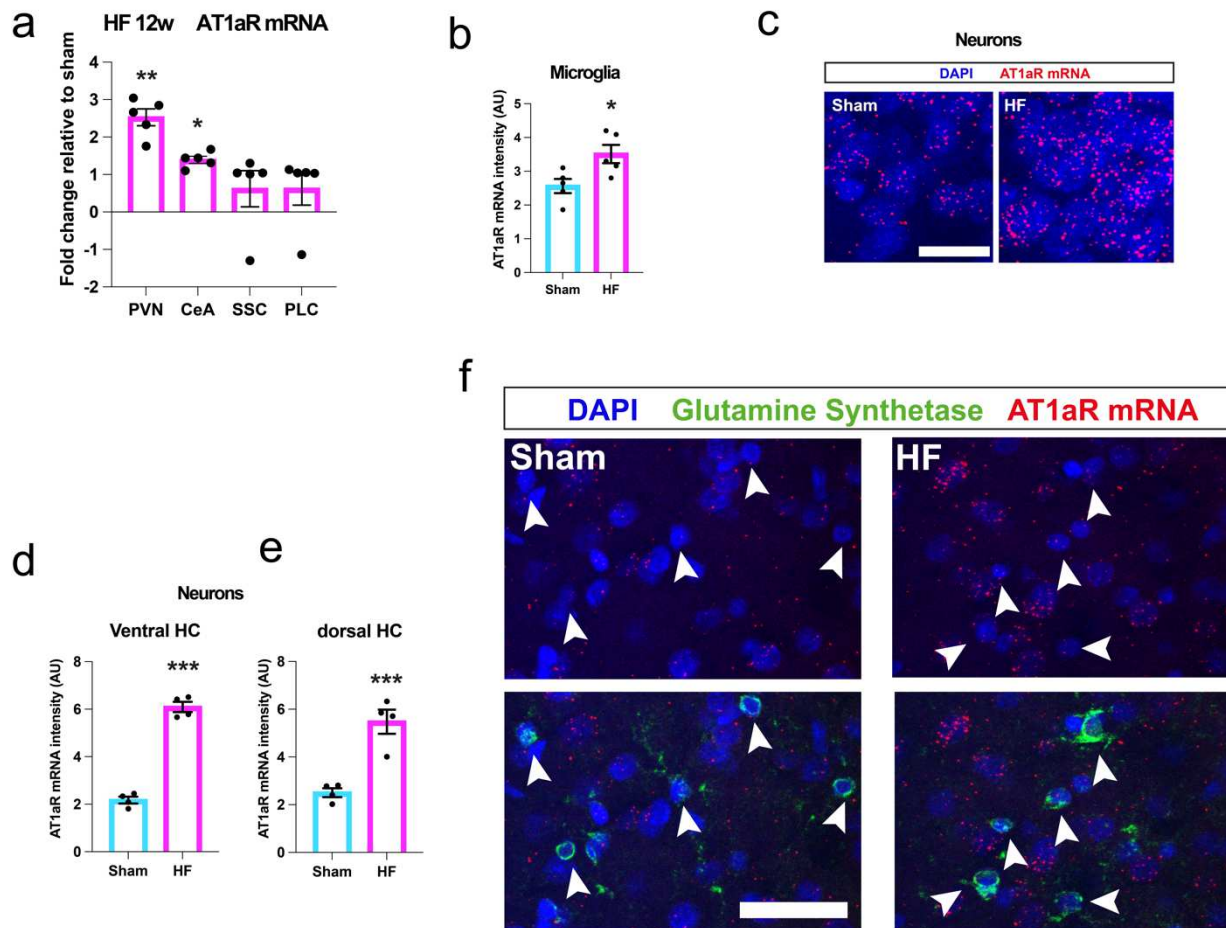 a
HF 12w AT1aR mRNA
Fold change relative to sham
4
3
2
1
0
-1
-2
**
*
PVN CeA SSC PLC
b
Microglia
AT1aR mRNA intensity (AU)
5
4
3
2
1
0
*
Sham HF
c
Neurons
DAPI AT1aR mRNA
Sham HF
d
e
Neurons
Ventral HC
AT1aR mRNA intensity (AU)
8
6
4
2
0
***
Sham HF
dorsal HC
AT1aR mRNA intensity (AU)
8
6
4
2
0
***
Sham HF
f
DAPI Glutamine Synthetase AT1aR mRNA
Sham HF